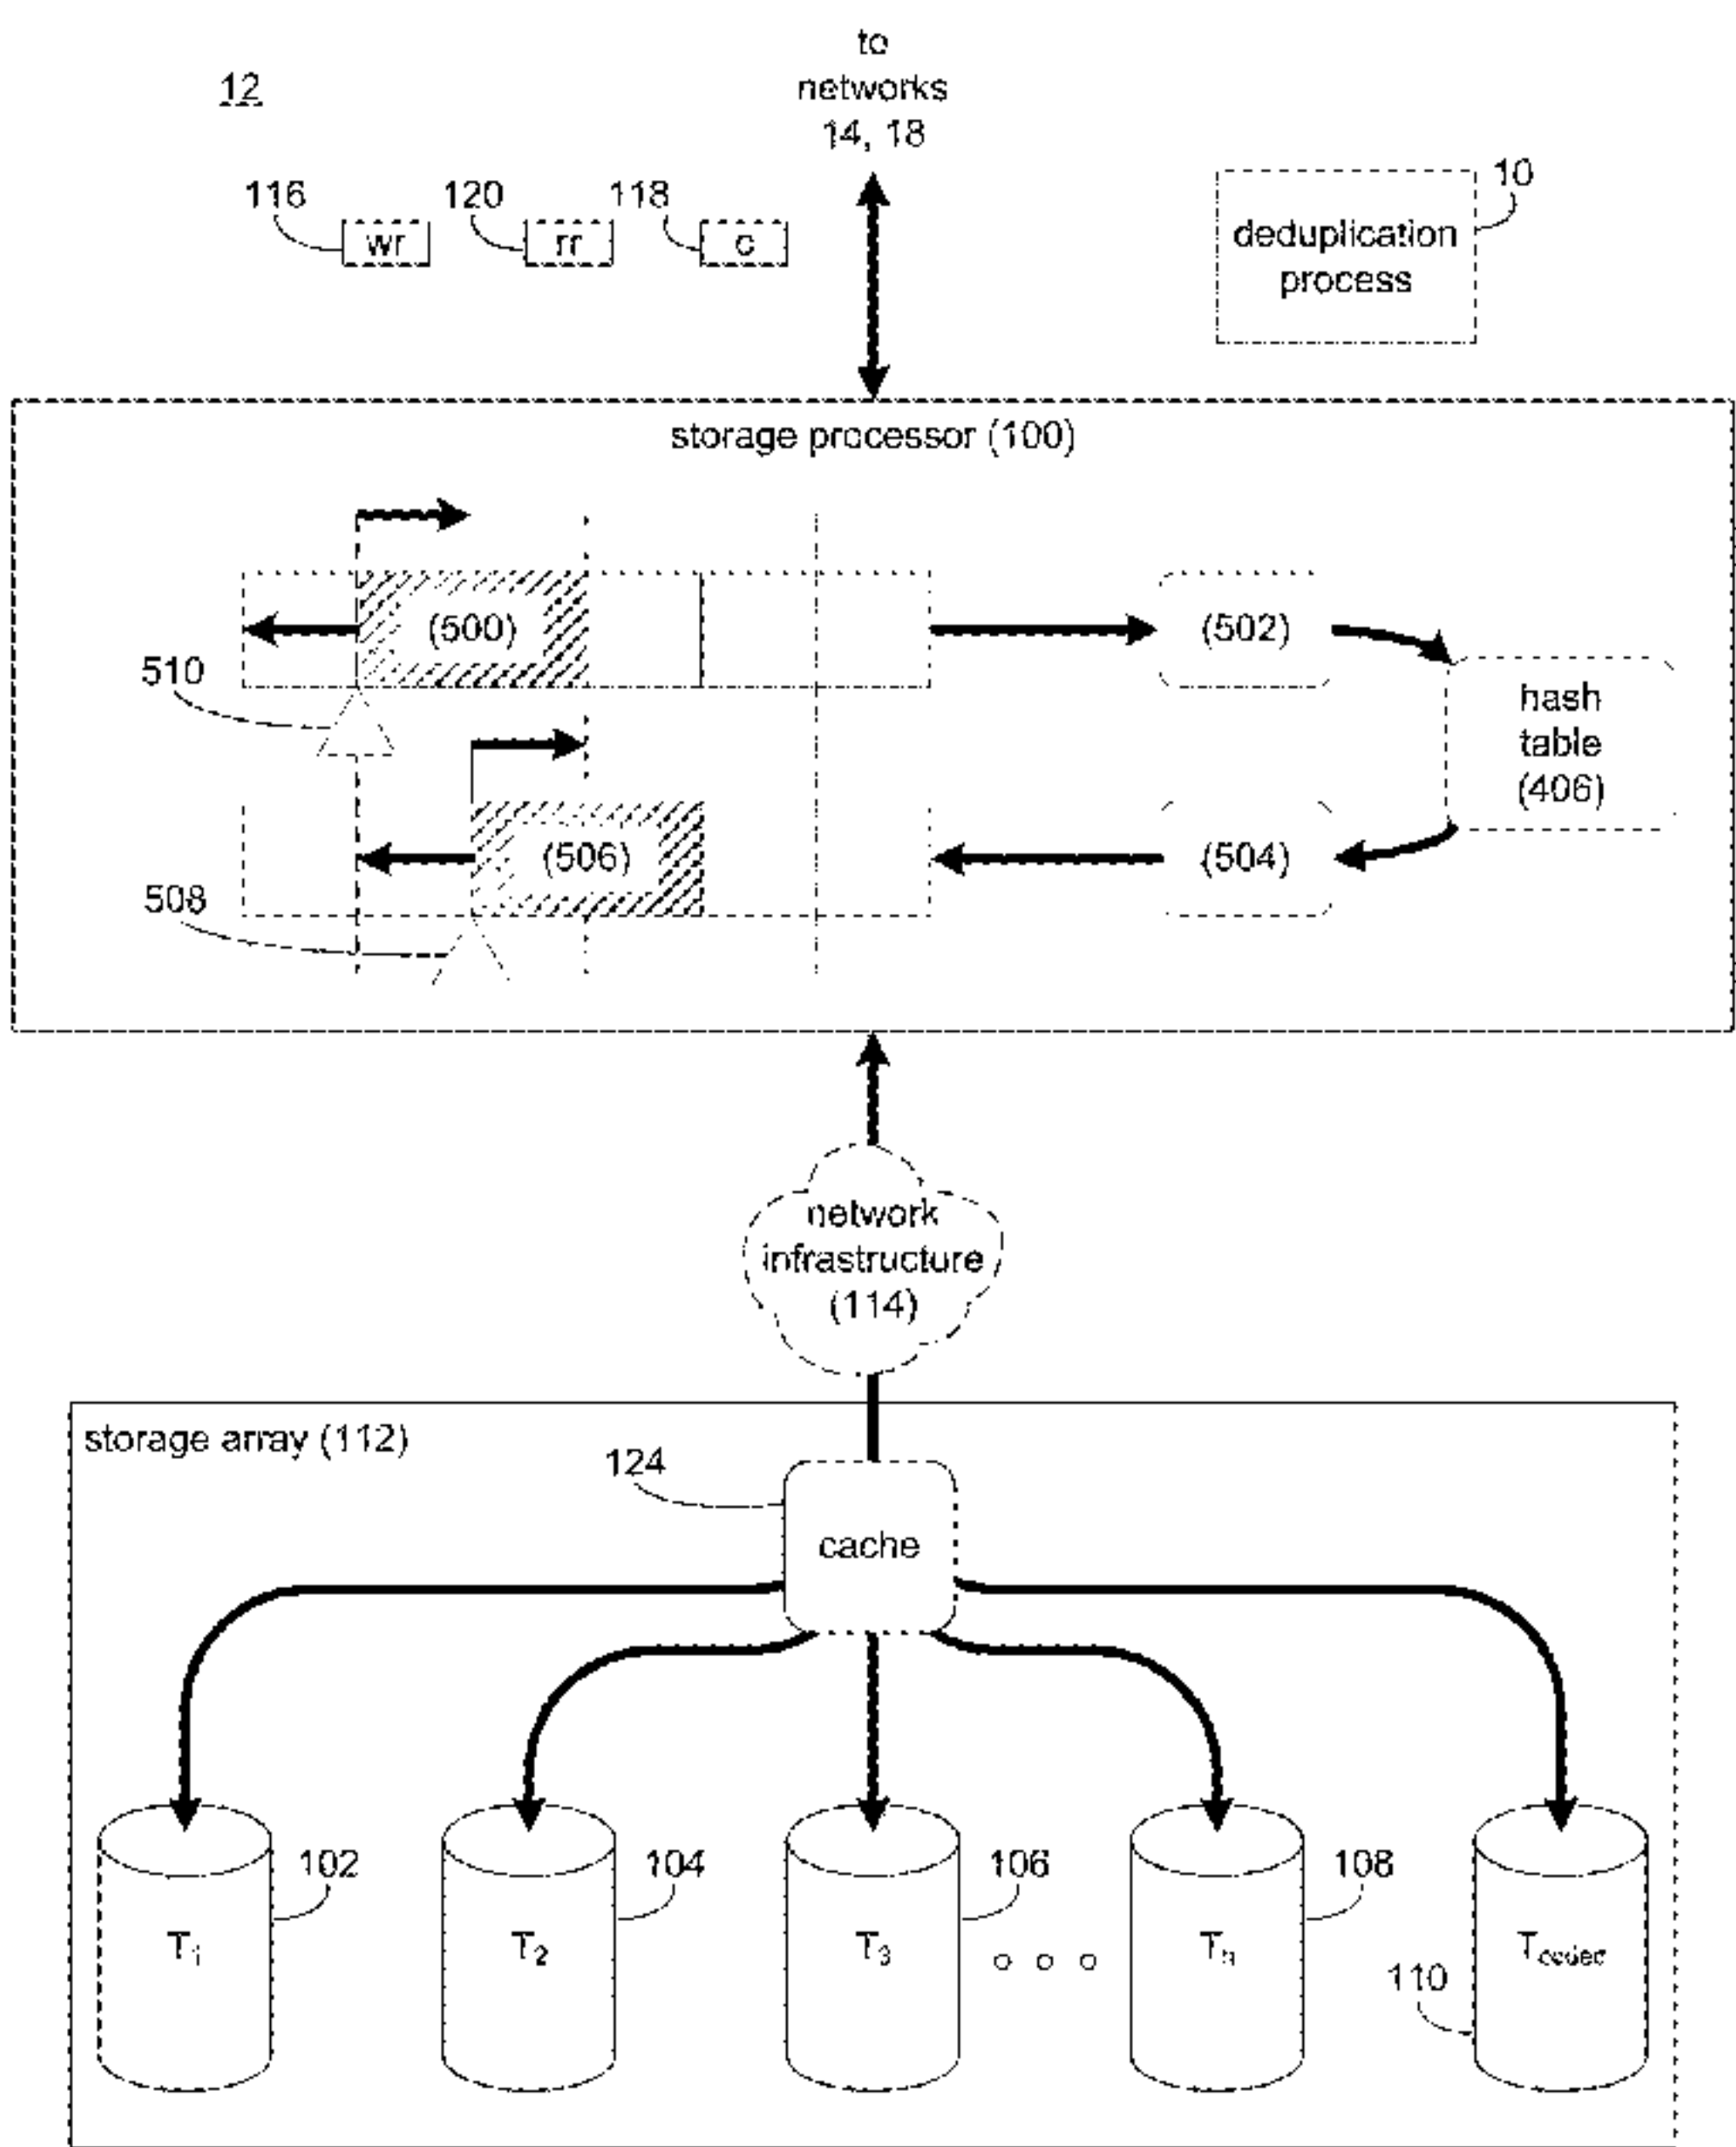 to
networks
14, 18
12
116
120
118
10
wr
rr
c
deduplication
process
storage processor (100)
(500)
(502)
510
hash
table
(406)
(506)
(504)
508
network
infrastructure
(114)
storage array (112)
124
cache
102
104
106
108
T1
T2
T3
Tn
110